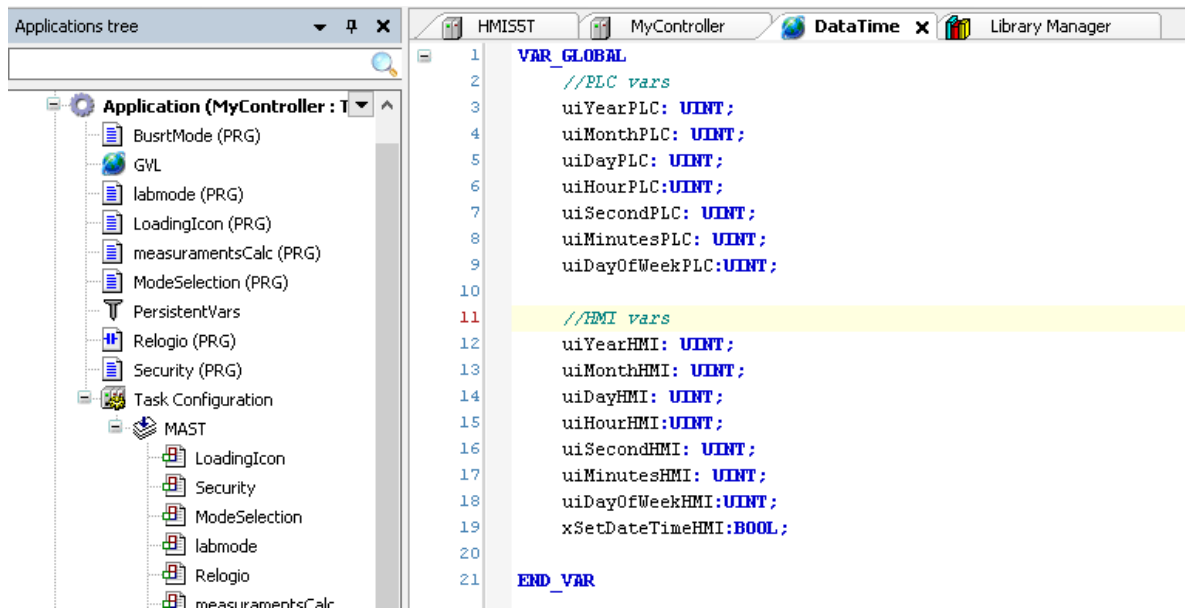 Applications tree
Application (MyController : T
BusrtMode (PRG)
GVL
labmode (PRG)
LoadingIcon (PRG)
measuramentsCalc (PRG)
ModeSelection (PRG)
PersistentVars
Relogio (PRG)
Security (PRG)
Task Configuration
MAST
LoadingIcon
Security
ModeSelection
labmode
Relogio
measuramentsCalc
HMIS5T
MyController
DataTime
Library Manager
1 VAR_GLOBAL
2 //PLC vars
3 uiYearPLC: UINT;
4 uiMonthPLC: UINT;
5 uiDayPLC: UINT;
6 uiHourPLC:UINT;
7 uiSecondPLC: UINT;
8 uiMinutesPLC: UINT;
9 uiDayOfWeekPLC:UINT;
10
11 //HMI vars
12 uiYearHMI: UINT;
13 uiMonthHMI: UINT;
14 uiDayHMI: UINT;
15 uiHourHMI:UINT;
16 uiSecondHMI: UINT;
17 uiMinutesHMI: UINT;
18 uiDayOfWeekHMI:UINT;
19 xSetDateTimeHMI:BOOL;
20
21 END_VAR